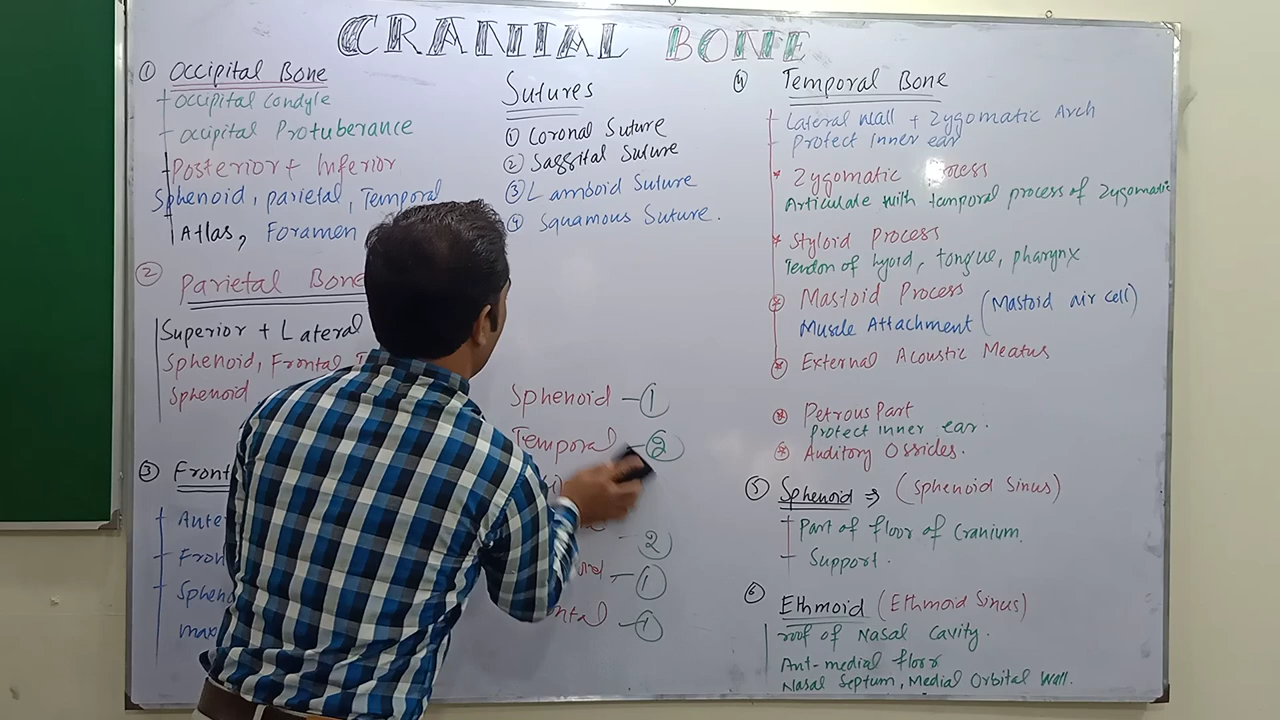 CRANIAL BONE
① Occipital Bone
Occipital Condyle
Occipital Protuberance
Posterior + Inferior
Sphenoid, parietal, Temporal
Atlas, Foramen
② Parietal Bone
Superior + Lateral
Sphenoid, Frontal
Sphenoid
③ Front
Ante
Fron
Spheno
max
Sutures
① Coronal Suture
② Saggital Suture
③ Lamboid Suture
④ Squamous Suture.
Sphenoid - ①
Temporal - ②
- ②
- ①
ntal - ①
4 Temporal Bone
Lateral wall + Zygomatic Arch
Protect inner ear
* Zygomatic Process
Articulate with temporal process of Zygomatic
* Styloid Process
Tendon of hyoid, tongue, pharynx
* Mastoid Process (Mastoid air cell)
Muscle Attachment
* External Acoustic Meatus
* Petrous Part
Protect inner ear.
* Auditory Ossides.
⑤ Sphenoid ⇒ (Sphenoid Sinus)
Part of floor of Cranium.
Support.
⑥ Ethmoid (Ethmoid Sinus)
roof of Nasal Cavity.
Ant-medial floor
Nasal Septum, Medial Orbital wall.